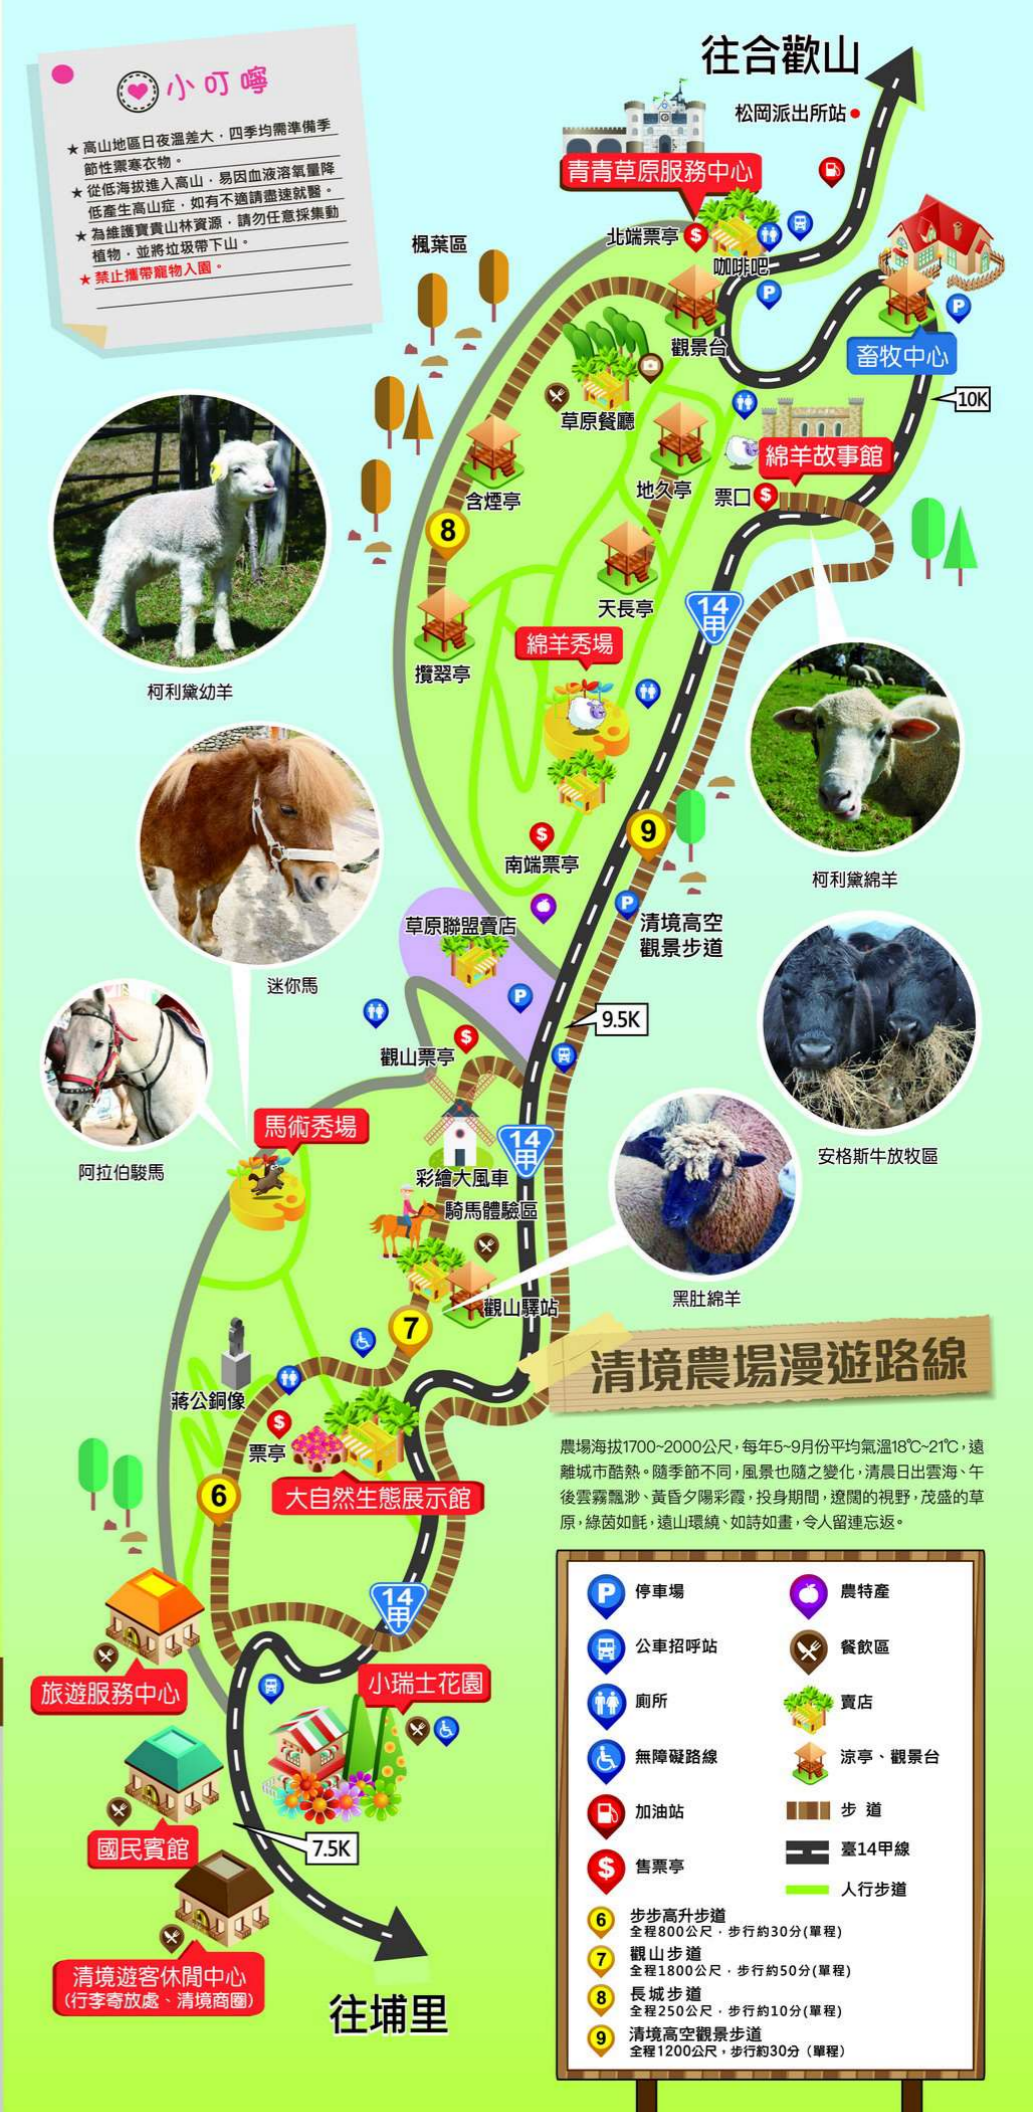 小叮嚀
★ 高山地區日夜溫差大，四季均需準備季
節性禦寒衣物。
★ 從低海拔進入高山，易因血液溶氧量降
低產生高山症，如有不適請盡速就醫。
★ 為維護寶貴山林資源，請勿任意採集動
植物，並將垃圾帶下山。
★ 禁止攜帶寵物入園。
往合歡山
松岡派出所站
青青草原服務中心
北端票亭
$
咖啡吧
P
楓葉區
觀景台
P
畜牧中心
10K
草原餐廳
綿羊故事館
含煙亭
地久亭
票口
$
8
天長亭
14
甲
綿羊秀場
攬翠亭
柯利黛幼羊
柯利黛綿羊
$
9
南端票亭
P
清境高空
觀景步道
草原聯盟賣店
迷你馬
P
9.5K
$
觀山票亭
馬術秀場
14
甲
安格斯牛放牧區
阿拉伯駿馬
彩繪大風車
騎馬體驗區
黑肚綿羊
觀山驛站
7
清境農場漫遊路線
蔣公銅像
$
票亭
農場海拔1700~2000公尺，每年5~9月份平均氣溫18℃~21℃，遠
離城市酷熱。隨季節不同，風景也隨之變化，清晨日出雲海、午
後雲霧飄渺、黃昏夕陽彩霞，投身期間，遼闊的視野，茂盛的草
原，綠茵如氈，遠山環繞、如詩如畫，令人留連忘返。
6
大自然生態展示館
14
甲
旅遊服務中心
小瑞士花園
國民賓館
7.5K
清境遊客休閒中心
(行李寄放處、清境商圈)
往埔里
P 停車場
農特產
公車招呼站
餐飲區
廁所
賣店
無障礙路線
涼亭、觀景台
加油站
步 道
臺14甲線
$ 售票亭
人行步道
6 步步高升步道
全程800公尺，步行約30分(單程)
7 觀山步道
全程1800公尺，步行約50分(單程)
8 長城步道
全程250公尺，步行約10分(單程)
9 清境高空觀景步道
全程1200公尺，步行約30分（單程）